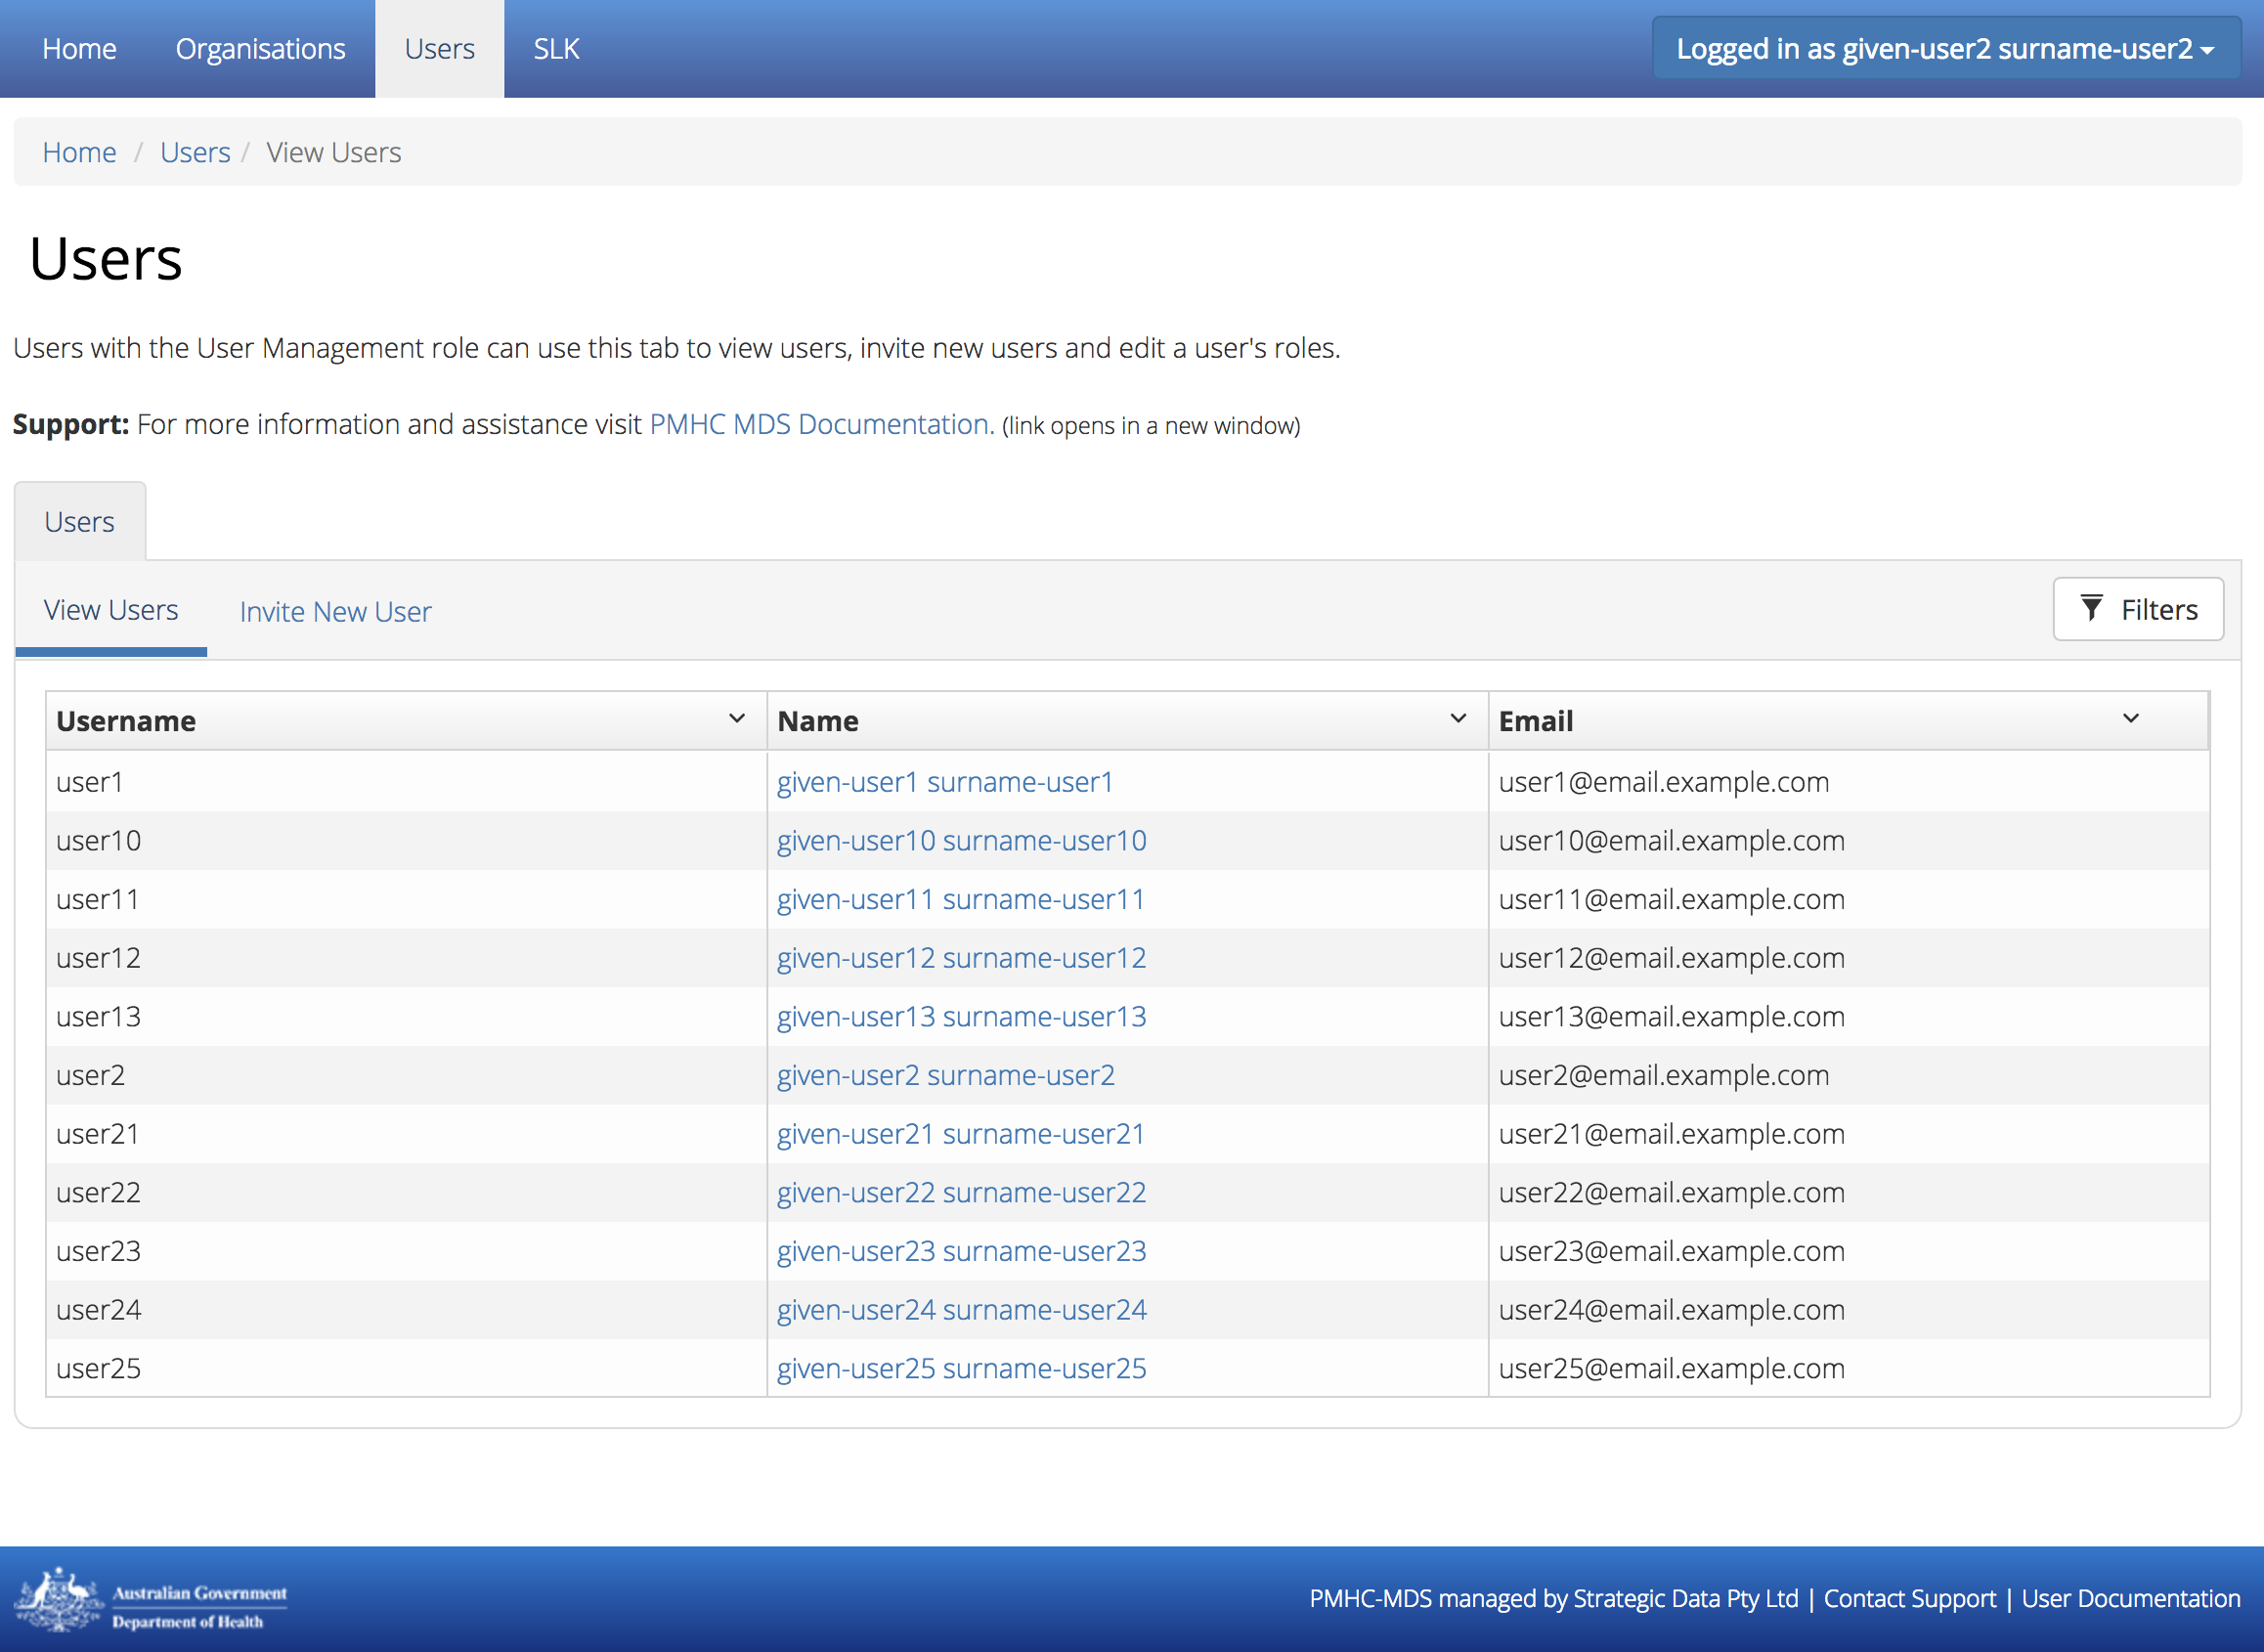 Home Organisations Users SLK Logged in as given-user2 surname-user2
Home / Users / View Users
Users
Users with the User Management role can use this tab to view users, invite new users and edit a user's roles.
Support: For more information and assistance visit PMHC MDS Documentation. (link opens in a new window)
Users
View Users Invite New User Filters
Username Name Email
user1 given-user1 surname-user1 user1@email.example.com
user10 given-user10 surname-user10 user10@email.example.com
user11 given-user11 surname-user11 user11@email.example.com
user12 given-user12 surname-user12 user12@email.example.com
user13 given-user13 surname-user13 user13@email.example.com
user2 given-user2 surname-user2 user2@email.example.com
user21 given-user21 surname-user21 user21@email.example.com
user22 given-user22 surname-user22 user22@email.example.com
user23 given-user23 surname-user23 user23@email.example.com
user24 given-user24 surname-user24 user24@email.example.com
user25 given-user25 surname-user25 user25@email.example.com
Australian Government
Department of Health
PMHC-MDS managed by Strategic Data Pty Ltd | Contact Support | User Documentation